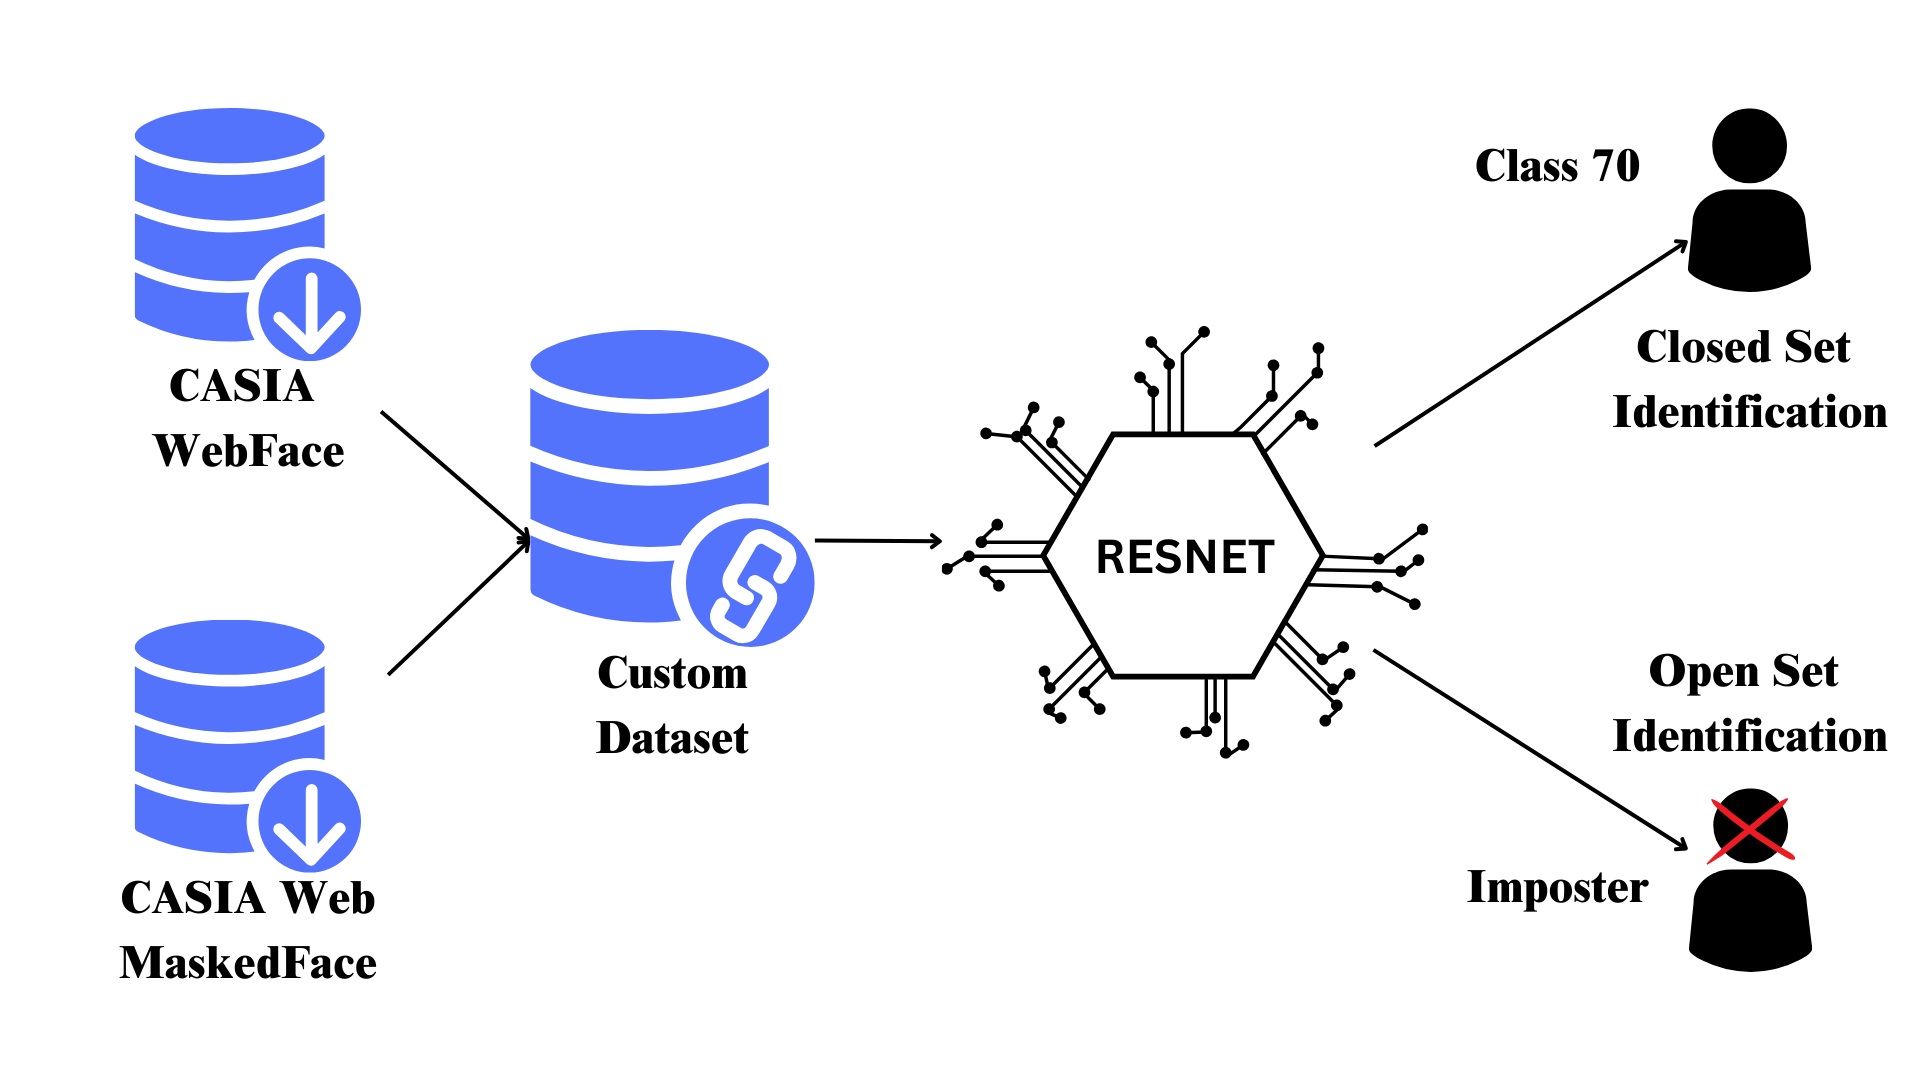 CASIA
WebFace
CASIA Web
MaskedFace
Custom
Dataset
RESNET
Class 70
Closed Set
Identification
Open Set
Identification
Imposter